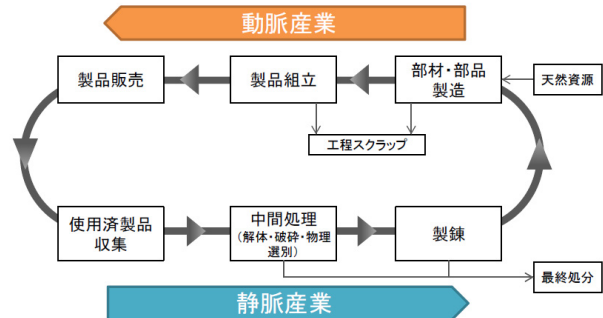 動脈産業
製品販売
製品組立
部材・部品
製造
天然資源
工程スクラップ
使用済製品
収集
中間処理
(解体・破砕・物理
選別)
製錬
最終処分
静脈産業